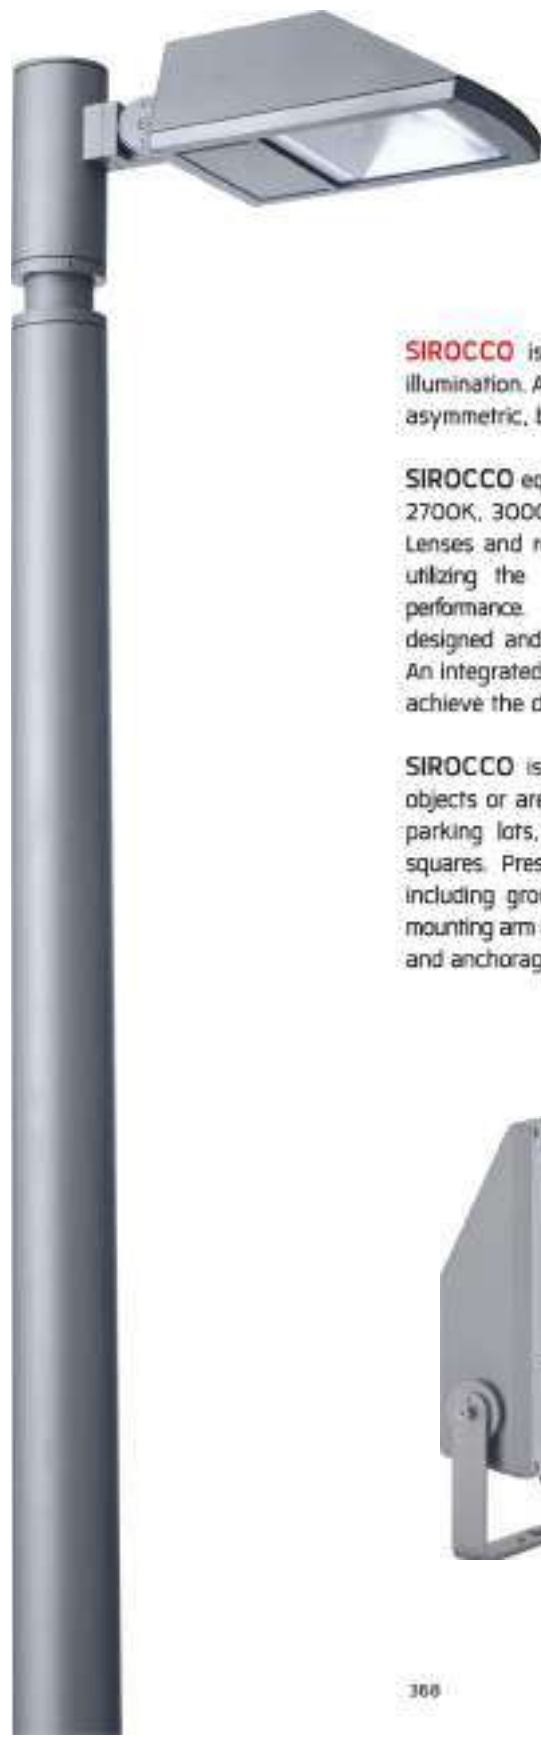 SIROCCO is
illumination. A
asymmetric, b
SIROCCO eq
2700K, 3000
Lenses and r
utilizing the
performance.
designed and
An integrated
achieve the d
SIROCCO is
objects or are
parking lots,
squares. Pres
including grou
mounting arm
and anchorag
368